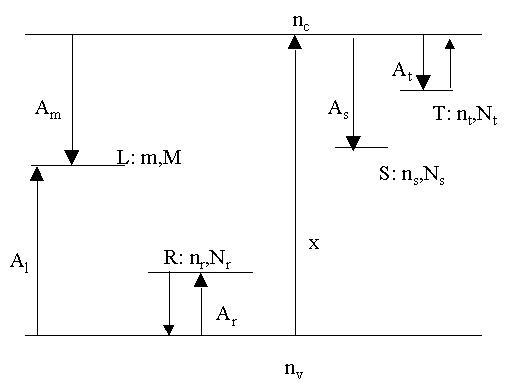 n_c
A_t
A_m
A_s
T: n_t,N_t
L: m,M
S: n_s,N_s
x
R: n_r,N_r
A_l
A_r
n_v